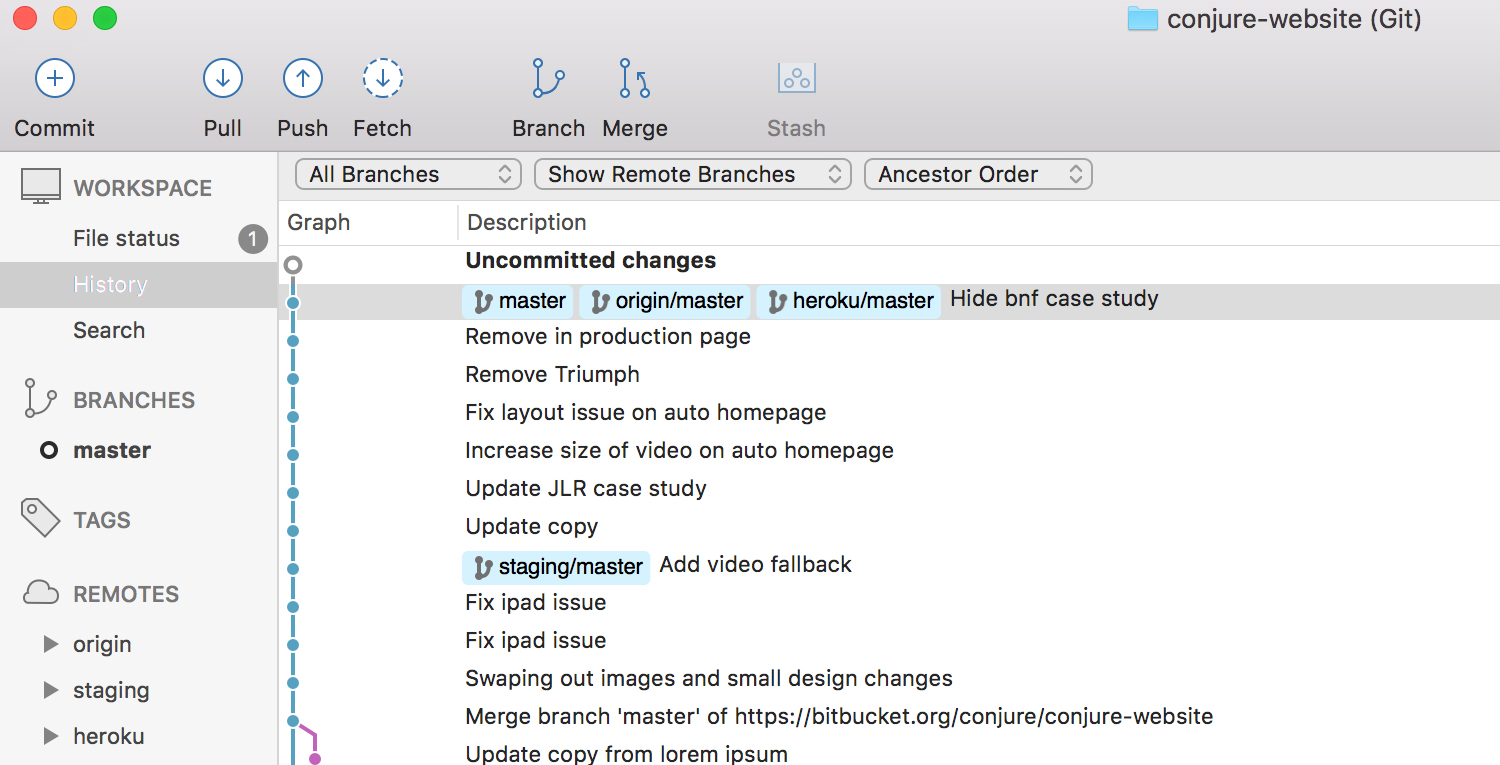 conjure-website (Git)
Commit Pull Push Fetch Branch Merge Stash
WORKSPACE
File status 1
History
Search
BRANCHES
master
TAGS
REMOTES
origin
staging
heroku
All Branches Show Remote Branches Ancestor Order
Graph Description
Uncommitted changes
master origin/master heroku/master Hide bnf case study
Remove in production page
Remove Triumph
Fix layout issue on auto homepage
Increase size of video on auto homepage
Update JLR case study
Update copy
staging/master Add video fallback
Fix ipad issue
Fix ipad issue
Swaping out images and small design changes
Merge branch 'master' of https://bitbucket.org/conjure/conjure-website
Update copy from lorem ipsum